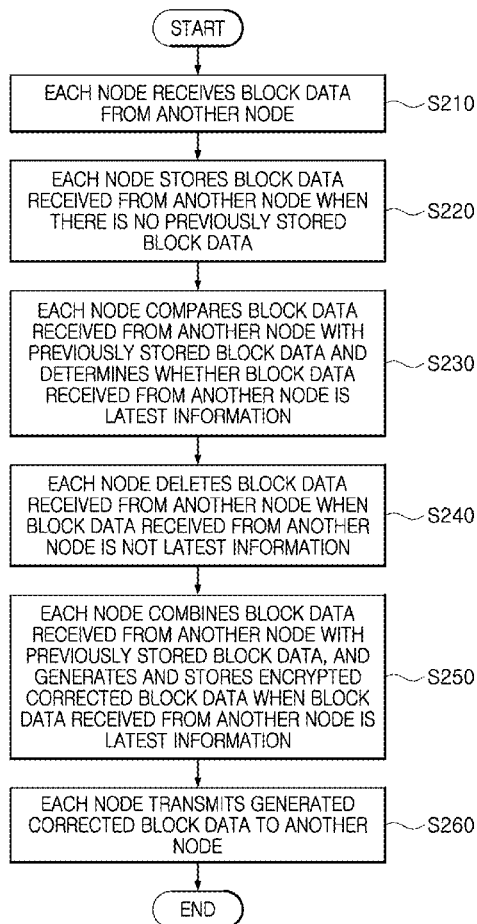 START
EACH NODE RECEIVES BLOCK DATA
FROM ANOTHER NODE
S210
EACH NODE STORES BLOCK DATA
RECEIVED FROM ANOTHER NODE WHEN
THERE IS NO PREVIOUSLY STORED
BLOCK DATA
S220
EACH NODE COMPARES BLOCK DATA
RECEIVED FROM ANOTHER NODE WITH
PREVIOUSLY STORED BLOCK DATA AND
DETERMINES WHETHER BLOCK DATA
RECEIVED FROM ANOTHER NODE IS
LATEST INFORMATION
S230
EACH NODE DELETES BLOCK DATA
RECEIVED FROM ANOTHER NODE WHEN
BLOCK DATA RECEIVED FROM ANOTHER
NODE IS NOT LATEST INFORMATION
S240
EACH NODE COMBINES BLOCK DATA
RECEIVED FROM ANOTHER NODE WITH
PREVIOUSLY STORED BLOCK DATA, AND
GENERATES AND STORES ENCRYPTED
CORRECTED BLOCK DATA WHEN BLOCK
DATA RECEIVED FROM ANOTHER NODE IS
LATEST INFORMATION
S250
EACH NODE TRANSMITS GENERATED
CORRECTED BLOCK DATA TO ANOTHER
NODE
S260
END